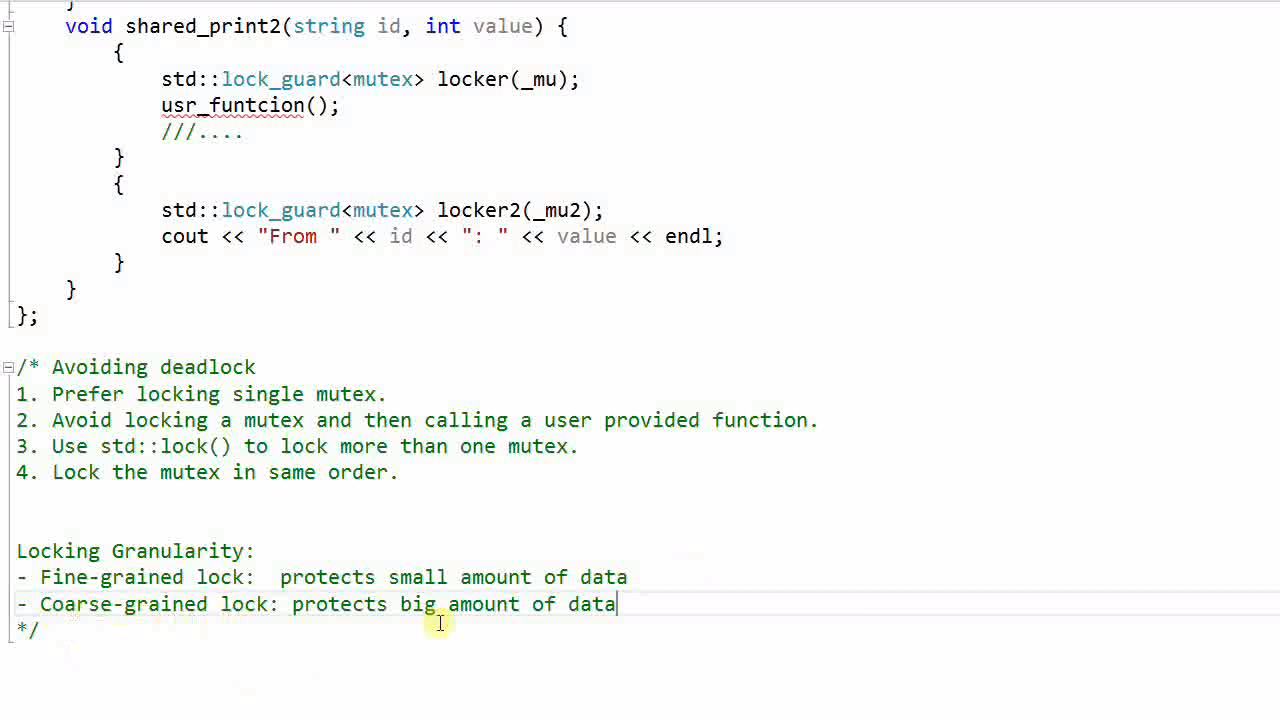 }
void shared_print2(string id, int value) {
{
std::lock_guard<mutex> locker(_mu);
usr_funtcion();
///....
}
{
std::lock_guard<mutex> locker2(_mu2);
cout << "From " << id << ": " << value << endl;
}
}
};
/* Avoiding deadlock
1. Prefer locking single mutex.
2. Avoid locking a mutex and then calling a user provided function.
3. Use std::lock() to lock more than one mutex.
4. Lock the mutex in same order.
Locking Granularity:
- Fine-grained lock:  protects small amount of data
- Coarse-grained lock: protects big amount of data
*/